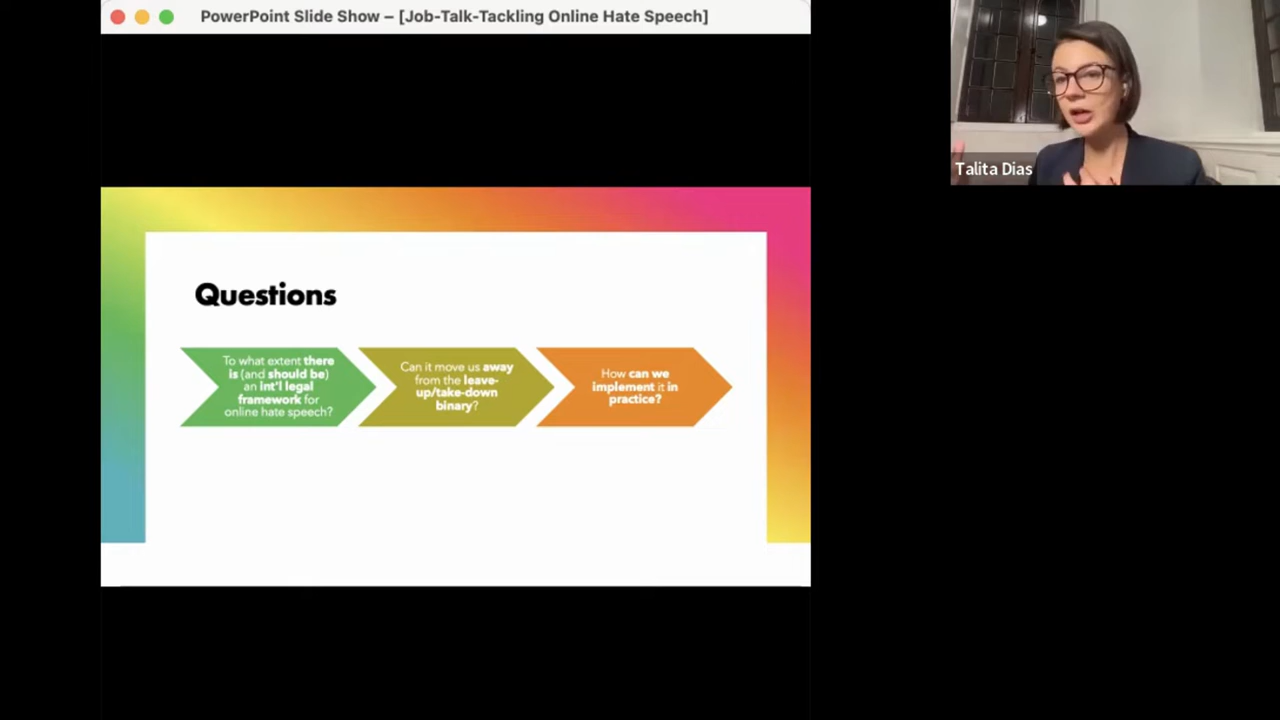 PowerPoint Slide Show – [Job-Talk-Tackling Online Hate Speech]
Talita Dias
Questions
To what extent there
is (and should be)
an int'l legal
framework for
online hate speech?
Can it move us away
from the leave-
up/take-down
binary?
How can we
implement it in
practice?